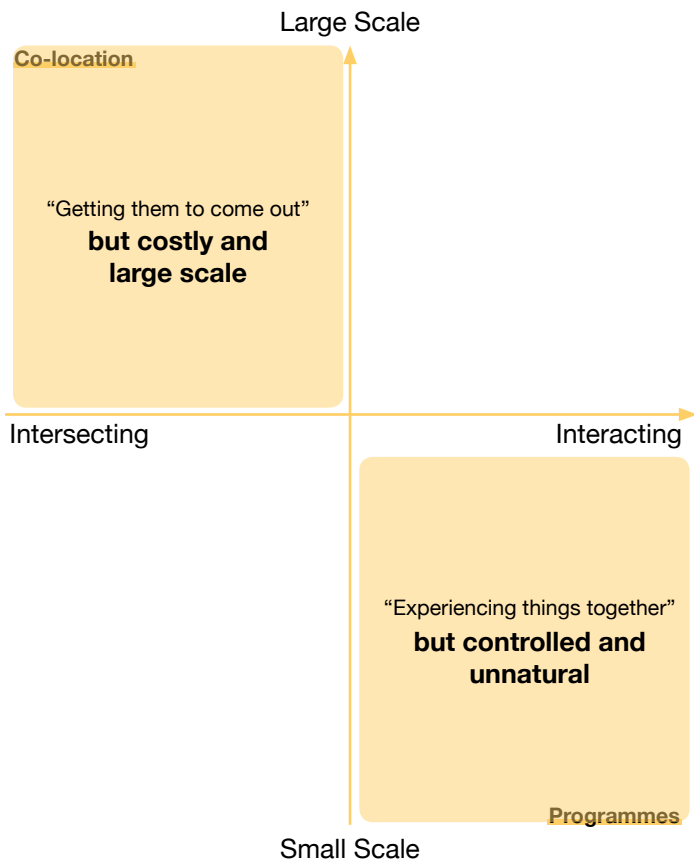 Large Scale
Co-location
“Getting them to come out”
but costly and
large scale
Intersecting
Interacting
“Experiencing things together”
but controlled and
unnatural
Programmes
Small Scale